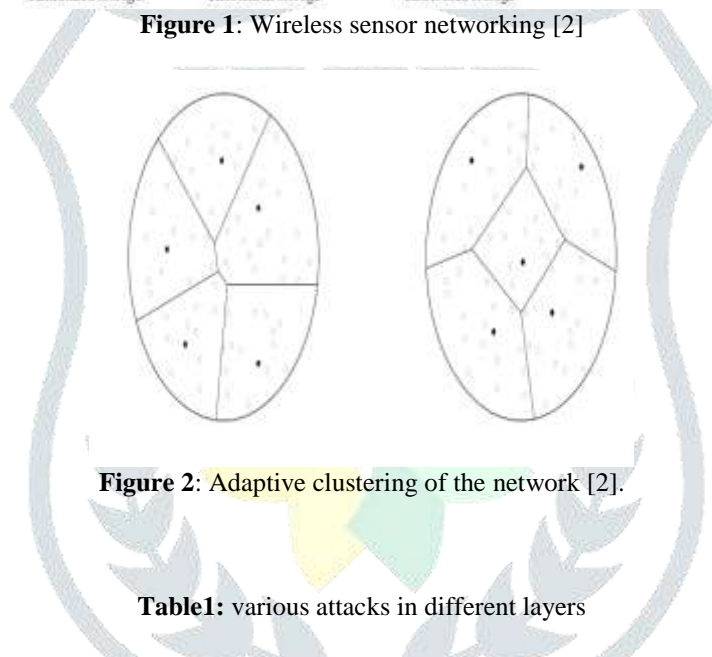 Figure 1: Wireless sensor networking [2]
Figure 2: Adaptive clustering of the network [2].
Table1: various attacks in different layers